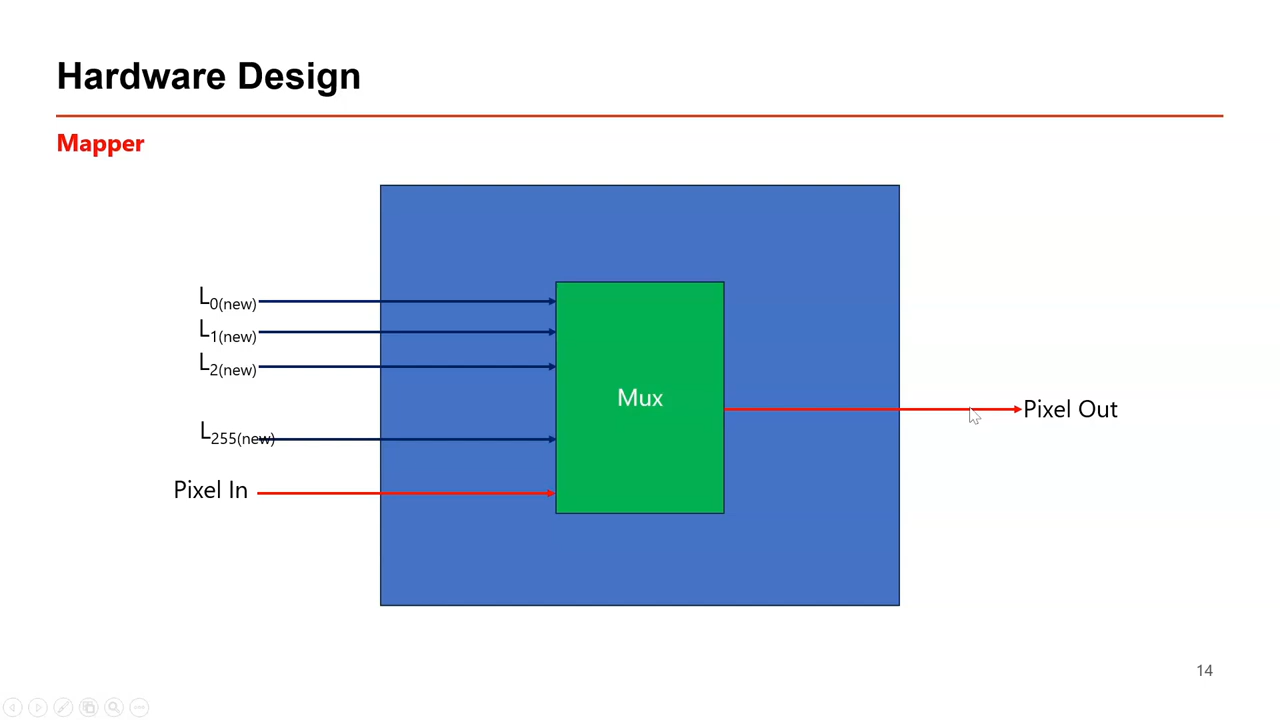 Hardware Design
Mapper
L0(new)
L1(new)
L2(new)
Mux
Pixel Out
L255(new)
Pixel In
14